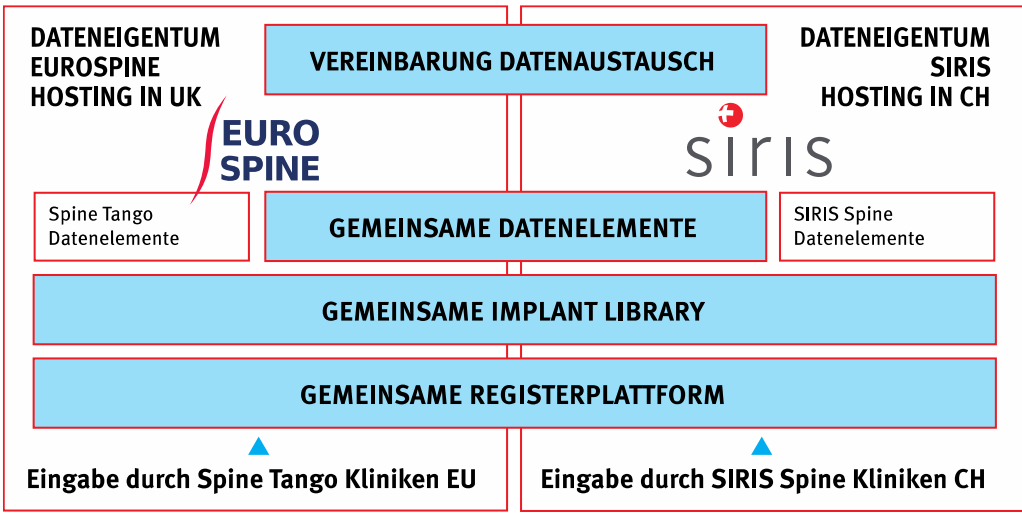 DATENEIGENTUM
EUROSPINE
HOSTING IN UK
VEREINBARUNG DATENAUSTAUSCH
DATENEIGENTUM
SIRIS
HOSTING IN CH
EURO
SPINE
siris
Spine Tango
Datenelemente
GEMEINSAME DATENELEMENTE
SIRIS Spine
Datenelemente
GEMEINSAME IMPLANT LIBRARY
GEMEINSAME REGISTERPLATTFORM
Eingabe durch Spine Tango Kliniken EU
Eingabe durch SIRIS Spine Kliniken CH